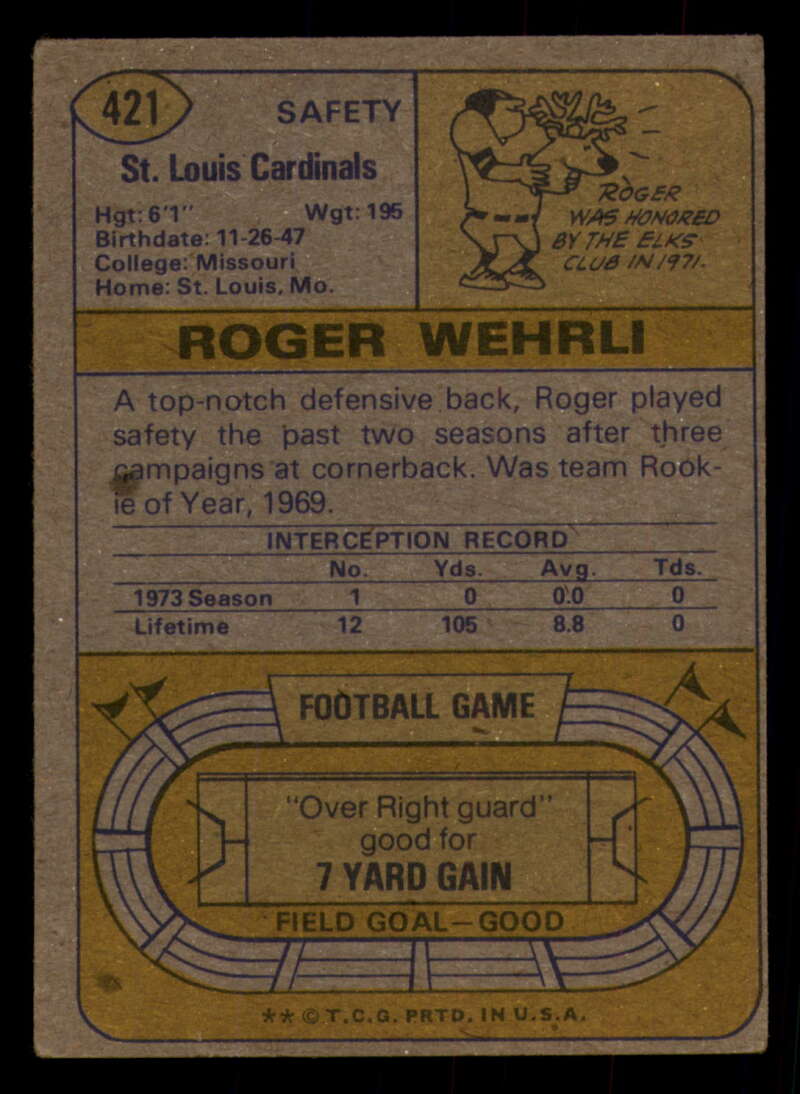 421
SAFETY
St. Louis Cardinals
Hgt: 6'1" Wgt: 195
Birthdate: 11-26-47
College: Missouri
Home: St. Louis, Mo.
ROGER
WAS HONORED
BY THE ELKS
CLUB IN 1971.
ROGER WEHRLI
A top-notch defensive back, Roger played
safety the past two seasons after three
campaigns at cornerback. Was team Rook-
ie of Year, 1969.
INTERCEPTION RECORD
No. Yds. Avg. Tds.
1973 Season 1 0 0.0 0
Lifetime 12 105 8.8 0
FOOTBALL GAME
"Over Right guard"
good for
7 YARD GAIN
FIELD GOAL—GOOD
** © T.C.G. PRTD. IN U.S.A.